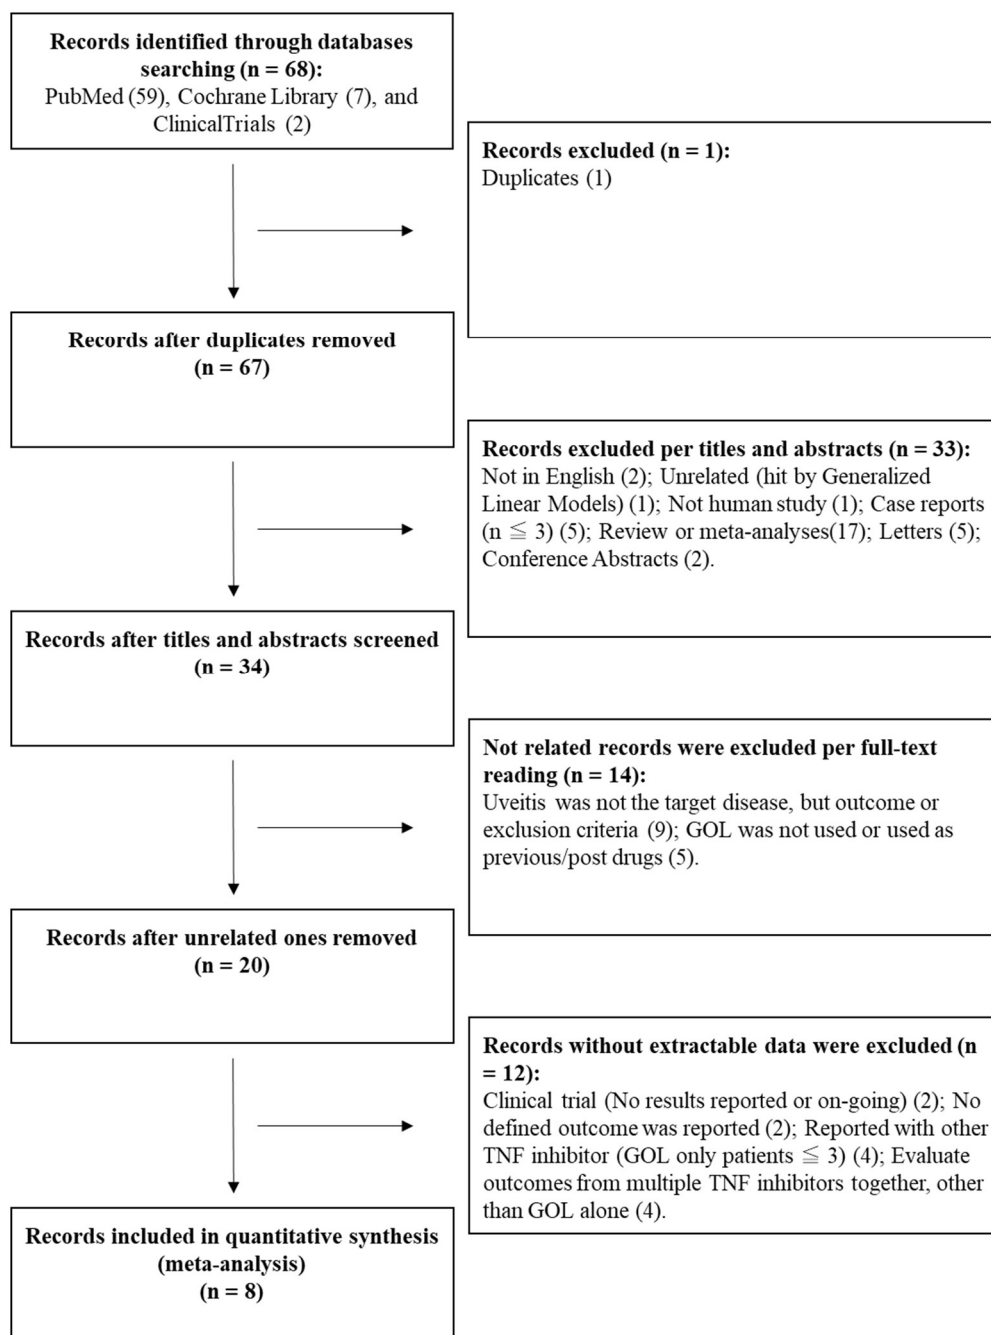 Records identified through databases
searching (n = 68):
PubMed (59), Cochrane Library (7), and
ClinicalTrials (2)
Records excluded (n = 1):
Duplicates (1)
Records after duplicates removed
(n = 67)
Records excluded per titles and abstracts (n = 33):
Not in English (2); Unrelated (hit by Generalized
Linear Models) (1); Not human study (1); Case reports
(n ≦ 3) (5); Review or meta-analyses(17); Letters (5);
Conference Abstracts (2).
Records after titles and abstracts screened
(n = 34)
Not related records were excluded per full-text
reading (n = 14):
Uveitis was not the target disease, but outcome or
exclusion criteria (9); GOL was not used or used as
previous/post drugs (5).
Records after unrelated ones removed
(n = 20)
Records without extractable data were excluded (n
= 12):
Clinical trial (No results reported or on-going) (2); No
defined outcome was reported (2); Reported with other
TNF inhibitor (GOL only patients ≦ 3) (4); Evaluate
outcomes from multiple TNF inhibitors together, other
than GOL alone (4).
Records included in quantitative synthesis
(meta-analysis)
(n = 8)